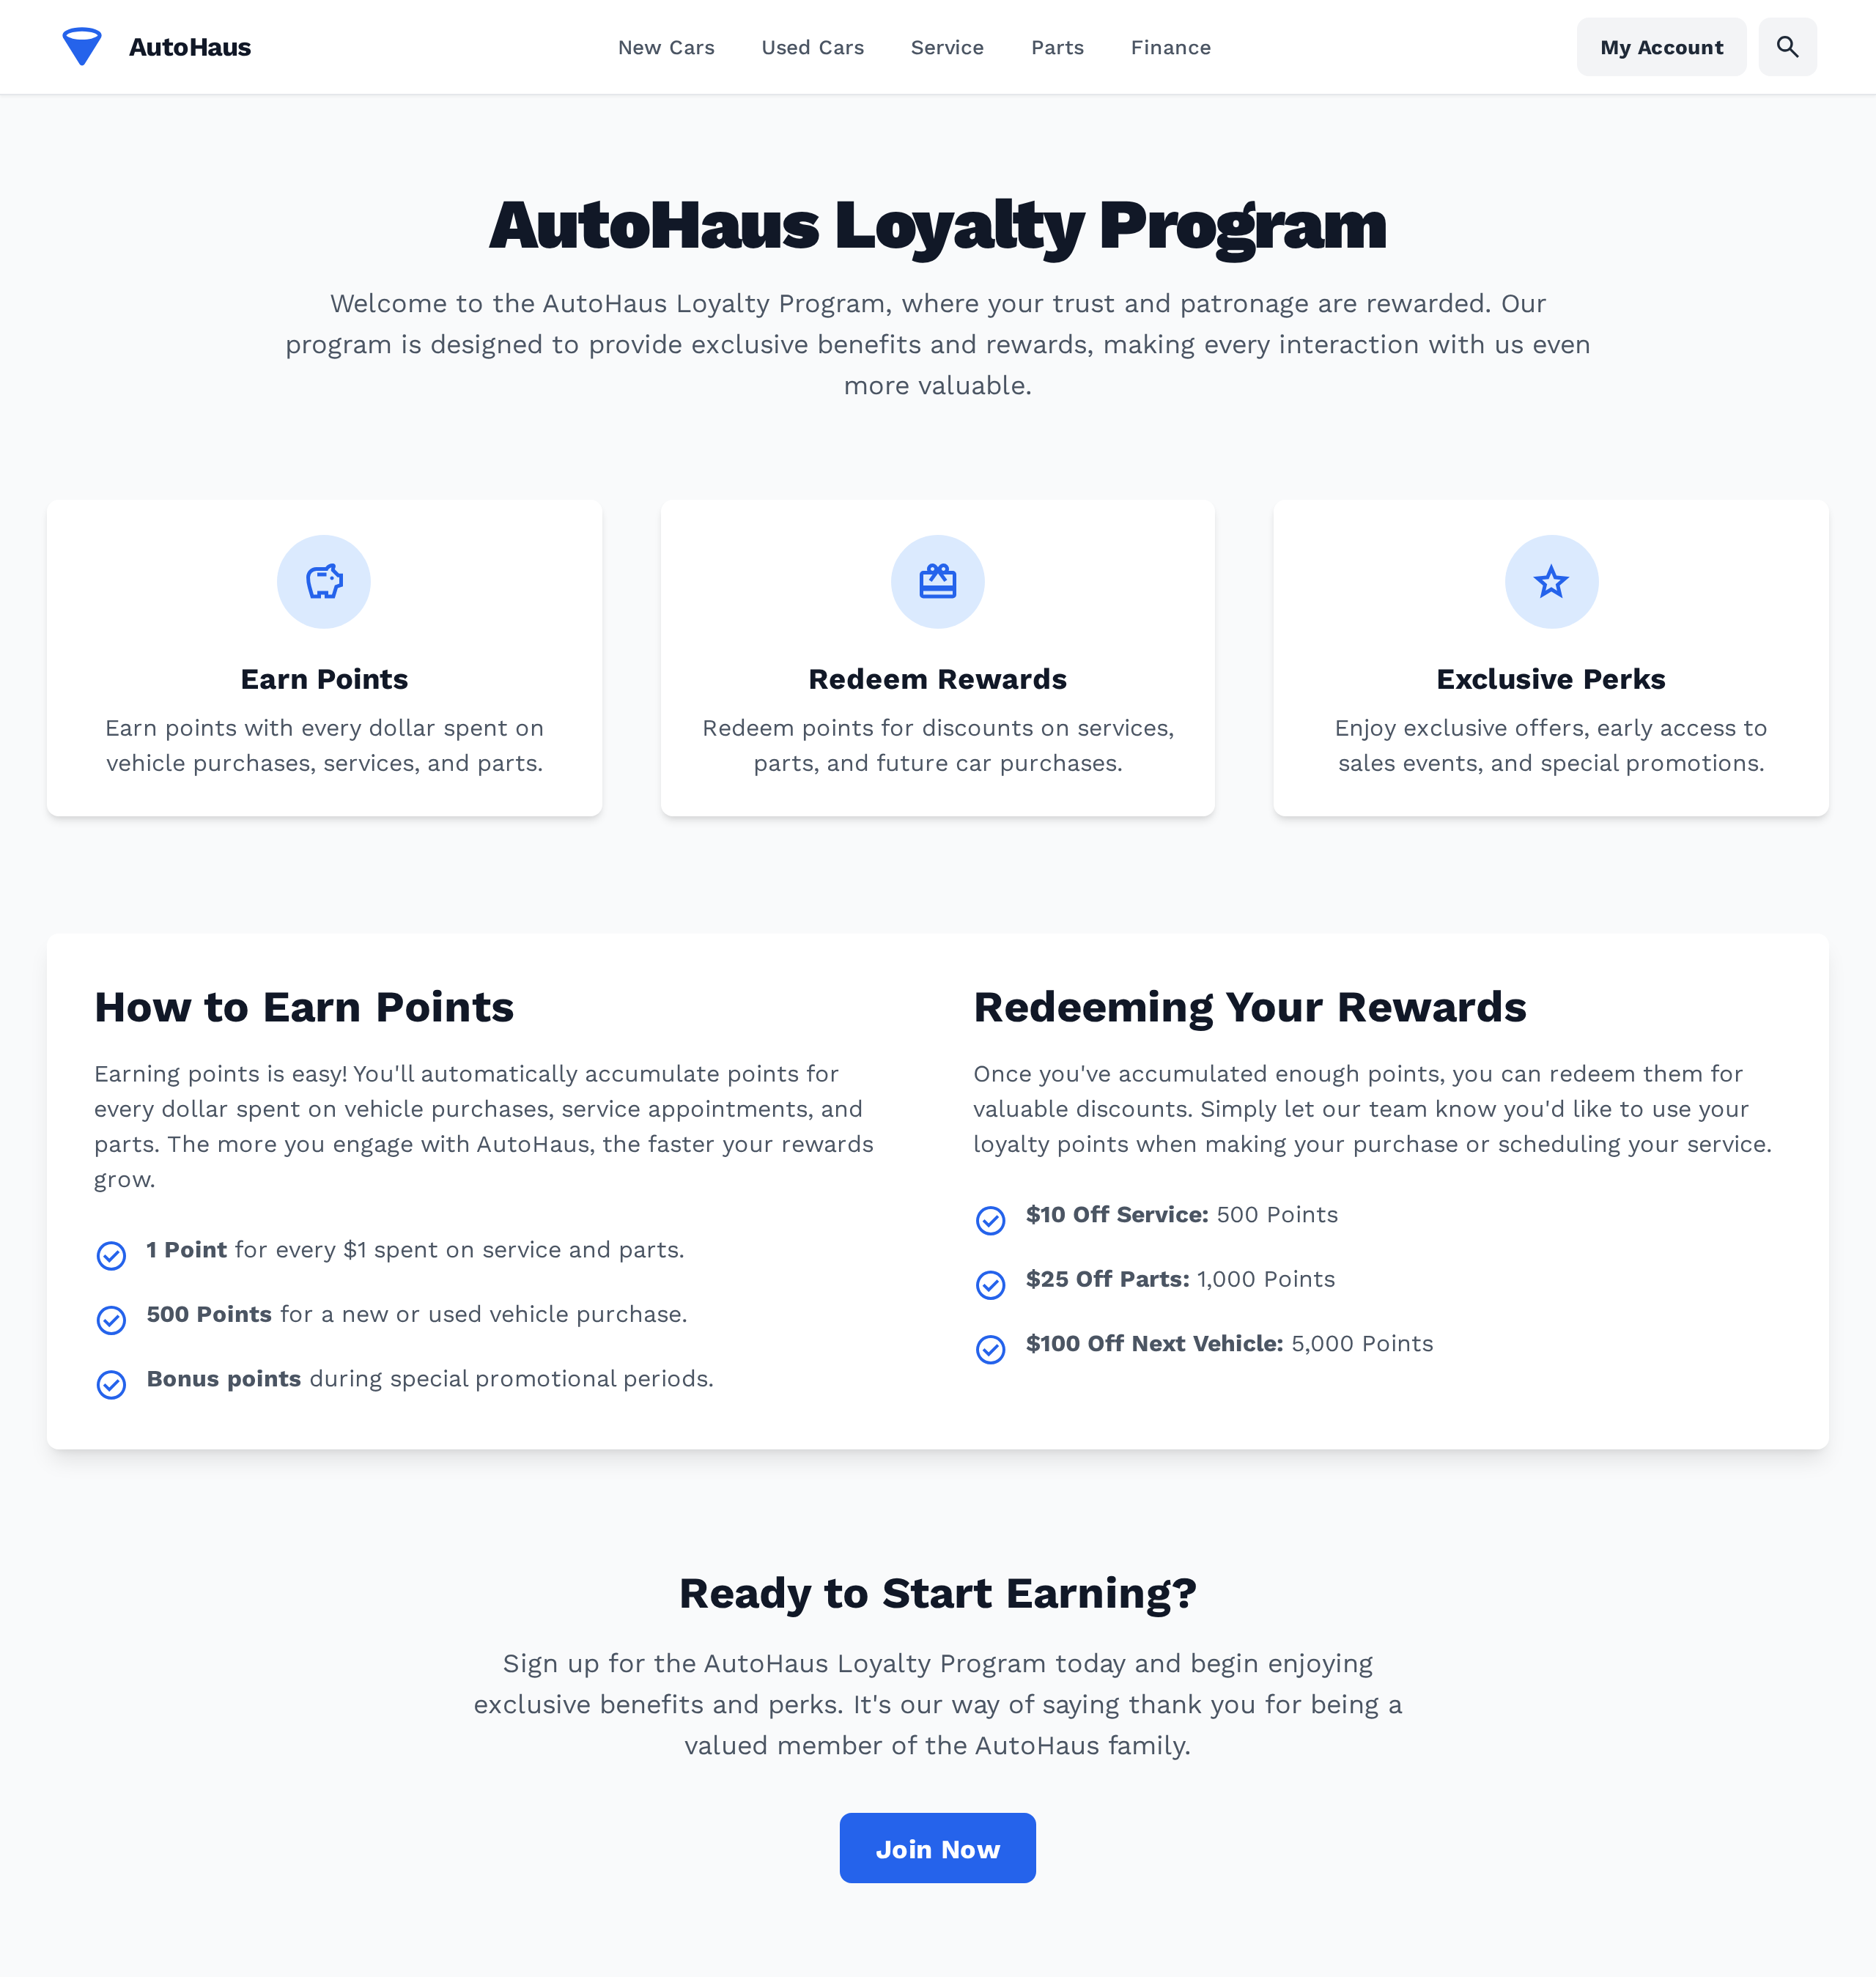 AutoHaus
New Cars
Used Cars
Service
Parts
Finance
My Account
AutoHaus Loyalty Program
Welcome to the AutoHaus Loyalty Program, where your trust and patronage are rewarded. Our
program is designed to provide exclusive benefits and rewards, making every interaction with us even
more valuable.
Earn Points
Earn points with every dollar spent on
vehicle purchases, services, and parts.
Redeem Rewards
Redeem points for discounts on services,
parts, and future car purchases.
Exclusive Perks
Enjoy exclusive offers, early access to
sales events, and special promotions.
How to Earn Points
Earning points is easy! You'll automatically accumulate points for
every dollar spent on vehicle purchases, service appointments, and
parts. The more you engage with AutoHaus, the faster your rewards
grow.
1 Point for every $1 spent on service and parts.
500 Points for a new or used vehicle purchase.
Bonus points during special promotional periods.
Redeeming Your Rewards
Once you've accumulated enough points, you can redeem them for
valuable discounts. Simply let our team know you'd like to use your
loyalty points when making your purchase or scheduling your service.
$10 Off Service: 500 Points
$25 Off Parts: 1,000 Points
$100 Off Next Vehicle: 5,000 Points
Ready to Start Earning?
Sign up for the AutoHaus Loyalty Program today and begin enjoying
exclusive benefits and perks. It's our way of saying thank you for being a
valued member of the AutoHaus family.
Join Now